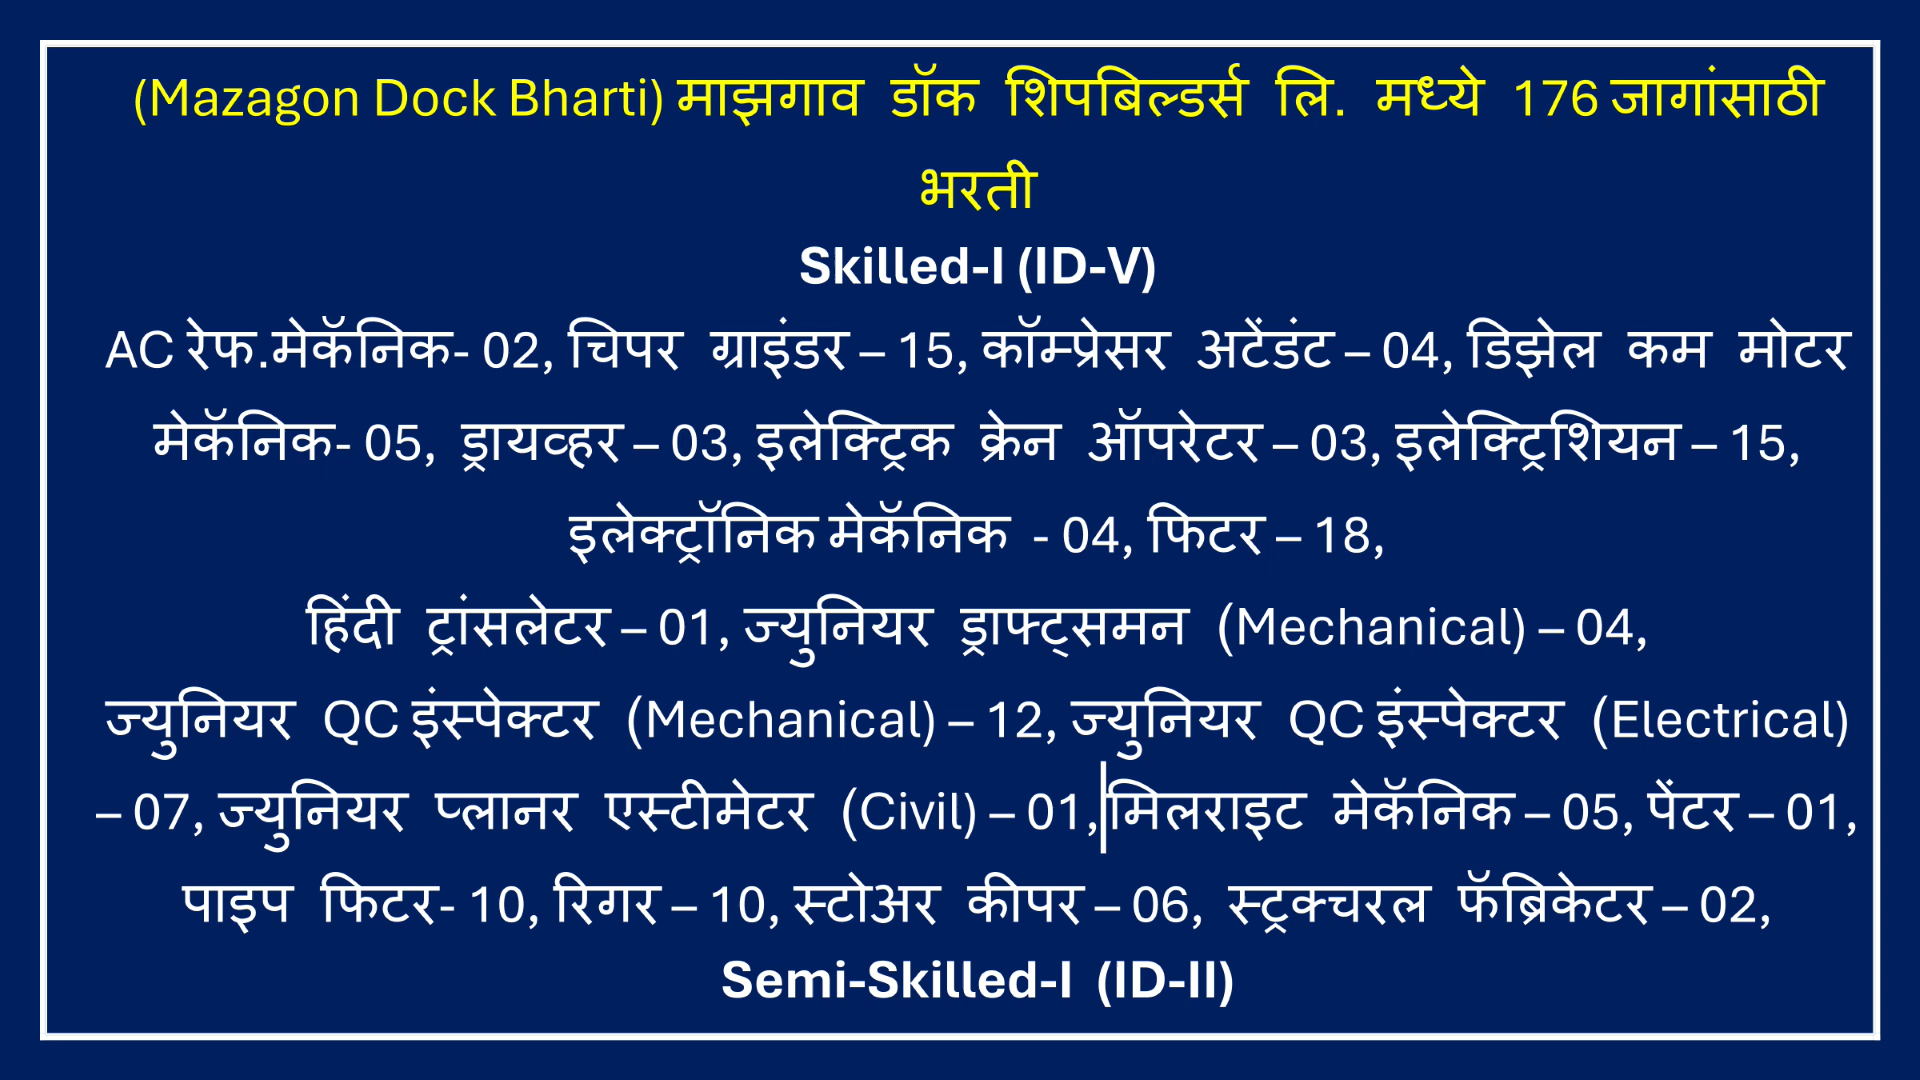 (Mazagon Dock Bharti) माझगाव डॉक शिपबिल्डर्स लि. मध्ये 176 जागांसाठी
भरती
Skilled-I (ID-V)
AC रेफ.मेकॅनिक- 02, चिपर ग्राइंडर – 15, कॉम्प्रेसर अटेंडंट – 04, डिझेल कम मोटर
मेकॅनिक- 05, ड्रायव्हर – 03, इलेक्ट्रिक क्रेन ऑपरेटर – 03, इलेक्ट्रिशियन – 15,
इलेक्ट्रॉनिक मेकॅनिक - 04, फिटर – 18,
हिंदी ट्रांसलेटर – 01, ज्युनियर ड्राफ्ट्समन (Mechanical) – 04,
ज्युनियर QC इंस्पेक्टर (Mechanical) – 12, ज्युनियर QC इंस्पेक्टर (Electrical)
– 07, ज्युनियर प्लानर एस्टीमेटर (Civil) – 01, मिलराइट मेकॅनिक – 05, पेंटर – 01,
पाइप फिटर- 10, रिगर – 10, स्टोअर कीपर – 06, स्ट्रक्चरल फॅब्रिकेटर – 02,
Semi-Skilled-I (ID-II)